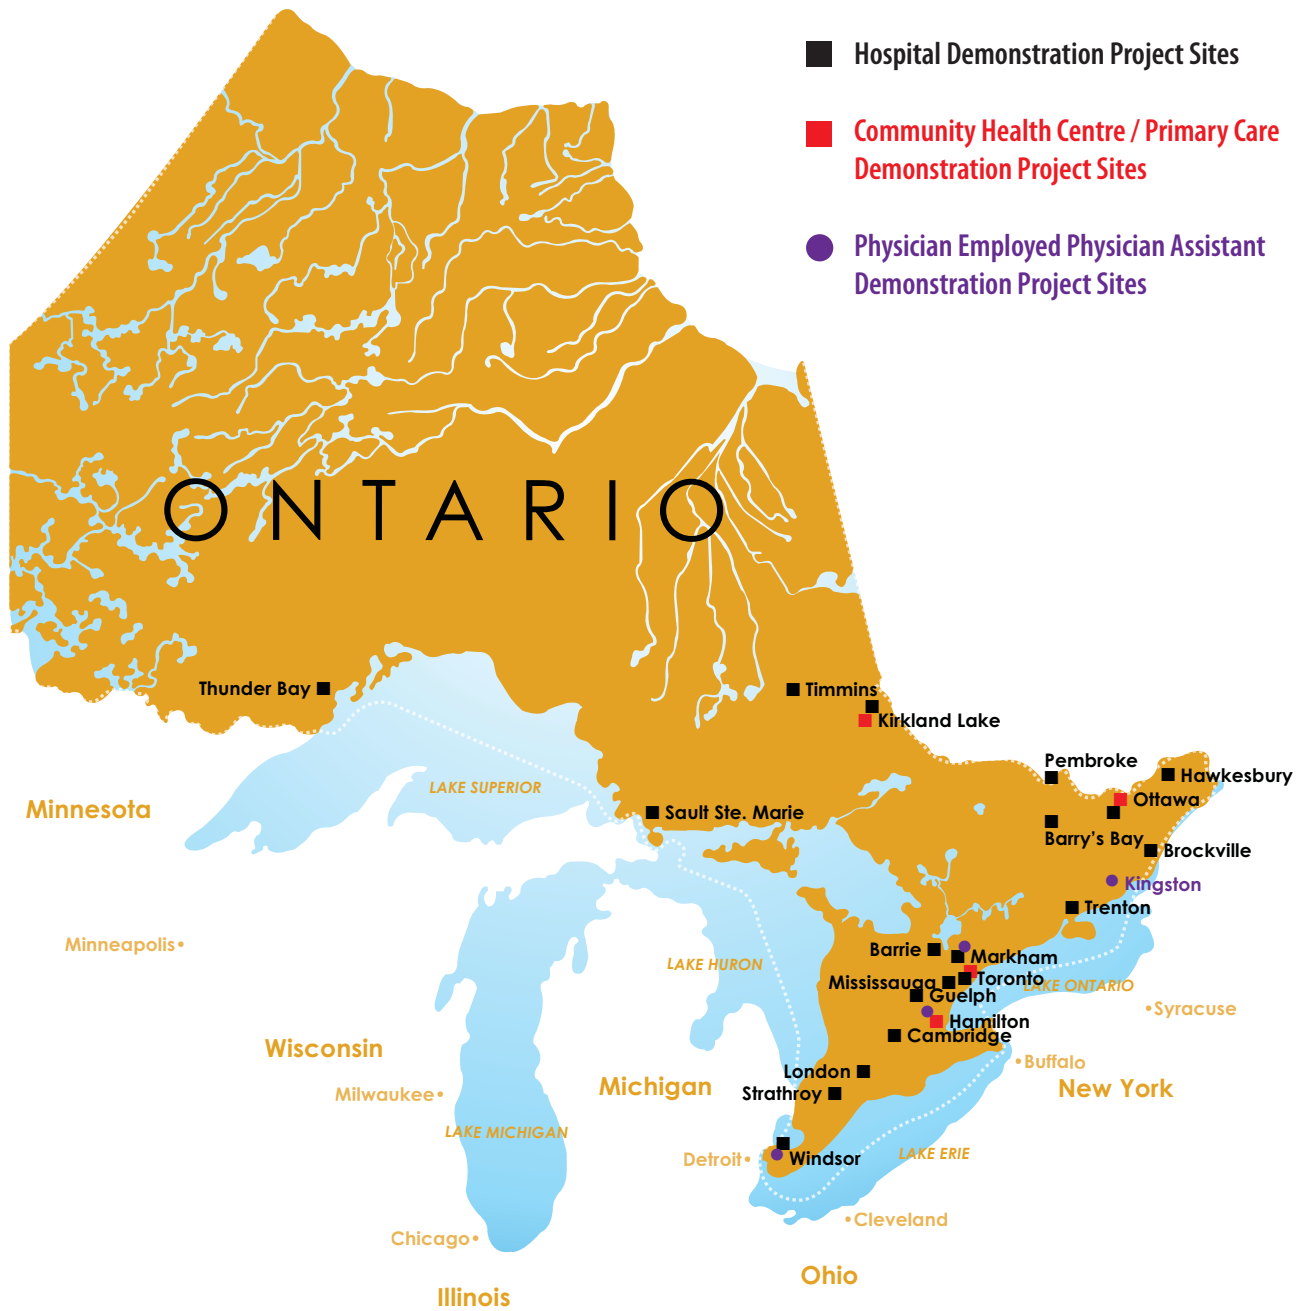 Hospital Demonstration Project Sites
Community Health Centre / Primary Care
Demonstration Project Sites
Physician Employed Physician Assistant
Demonstration Project Sites
ONTARIO
Thunder Bay
Timmins
Kirkland Lake
Pembroke
Hawkesbury
LAKE SUPERIOR
Ottawa
Minnesota
Sault Ste. Marie
Barry's Bay
Brockville
Kingston
Trenton
Minneapolis
Barrie
Markham
LAKE HURON
Toronto
Mississauga
LAKE ONTARIO
Guelph
Syracuse
Hamilton
Cambridge
Wisconsin
Buffalo
London
Michigan
New York
Milwaukee
Strathroy
LAKE MICHIGAN
LAKE ERIE
Detroit
Windsor
Cleveland
Chicago
Ohio
Illinois